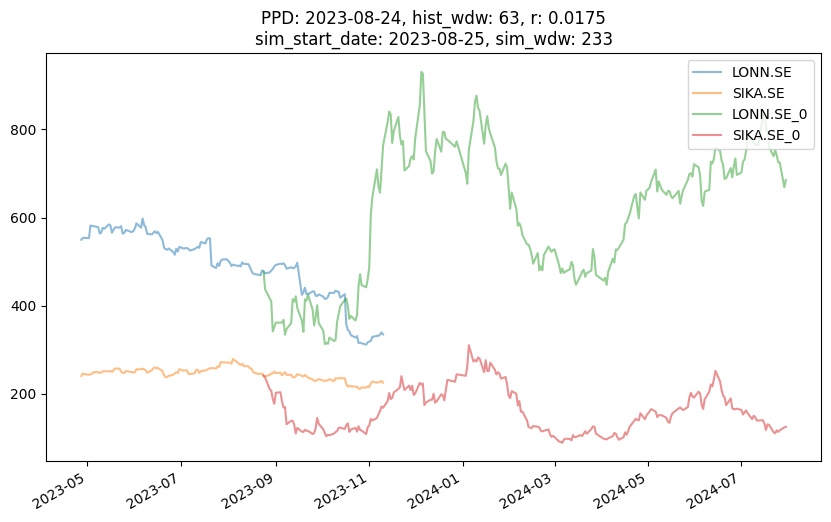 PPD: 2023-08-24, hist_wdw: 63, r: 0.0175
sim_start_date: 2023-08-25, sim_wdw: 233
LONN.SE
SIKA.SE
LONN.SE_0
SIKA.SE_0
800
600
400
200
2023-05
2023-07
2023-09
2023-11
2024-01
2024-03
2024-05
2024-07